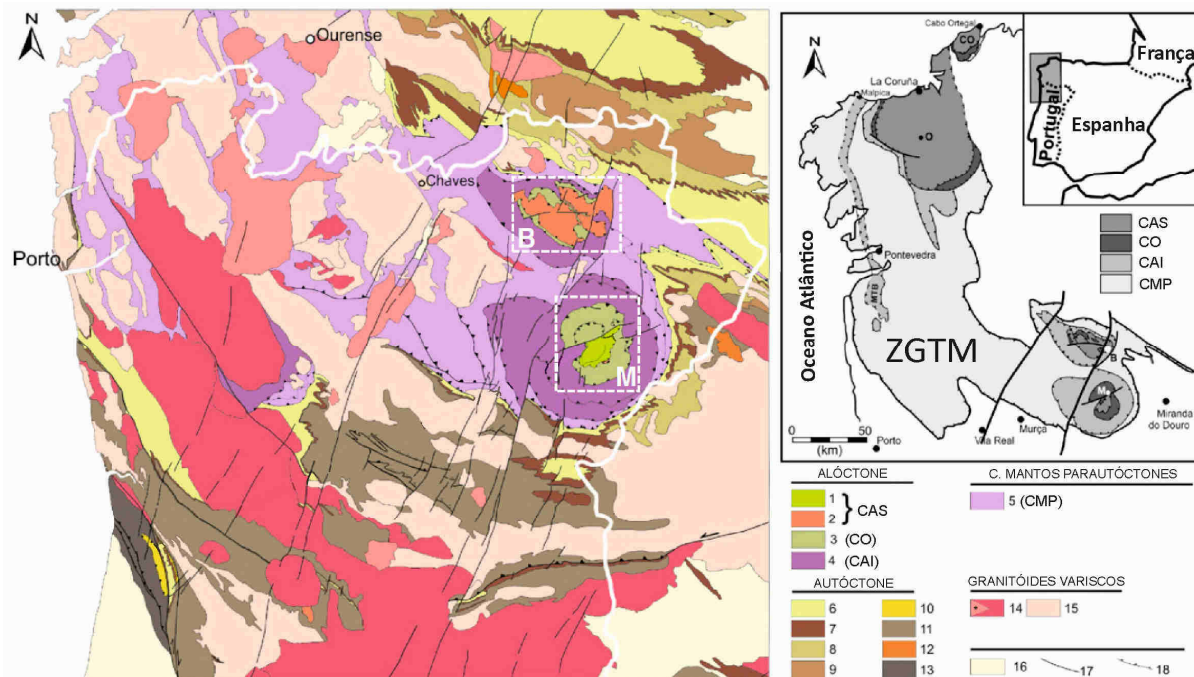 N
Ourense
Chaves
Porto
B
M
N
Cabo Ortegal
CO
La Coruña
Malpica
O
Pontevedra
MTB
Oceano Atlântico
ZGTM
B
M
Miranda
do Douro
Murça
Vila Real
Porto
0 50
(km)
França
Espanha
Portugal
CAS
CO
CAI
CMP
ALÓCTONE
1
2
} CAS
3 (CO)
4 (CAI)
C. MANTOS PARAUTÓCTONES
5 (CMP)
AUTÓCTONE
6
7
8
9
10
11
12
13
GRANITÓIDES VARISCOS
14
15
16
17
18